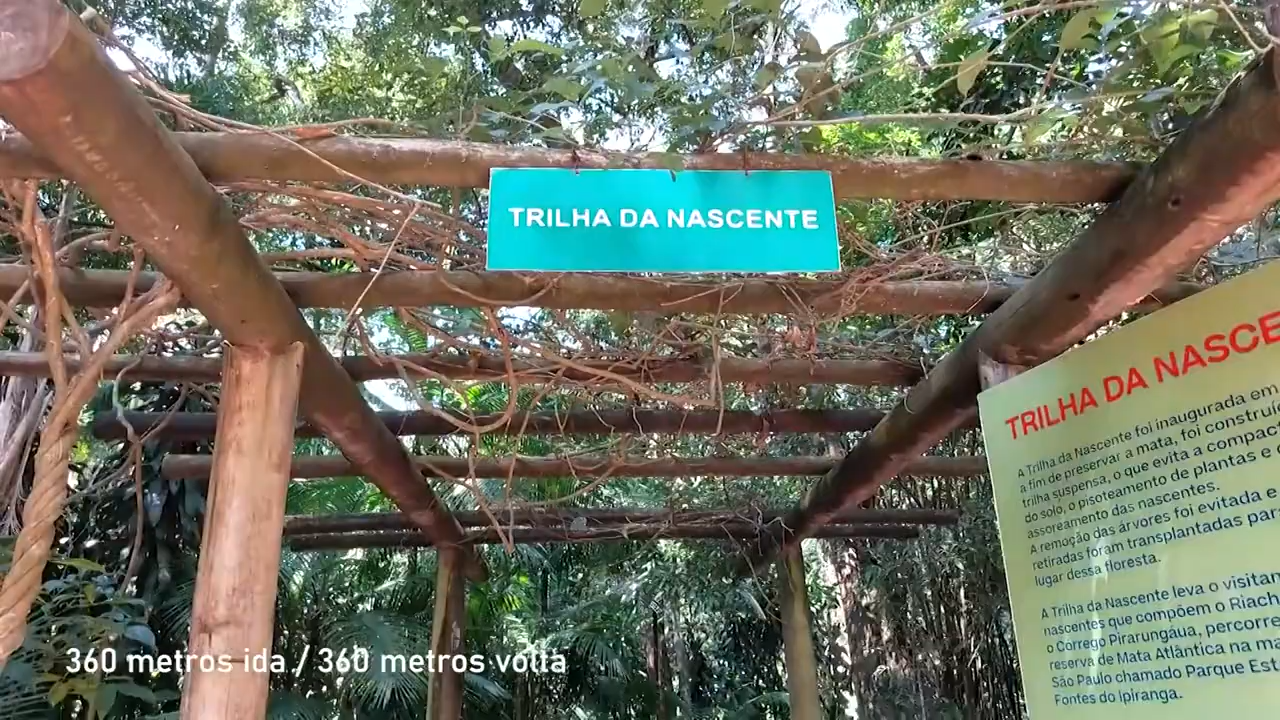 TRILHA DA NASCENTE
TRILHA DA NASCE
A Trilha da Nascente foi inaugurada em
a fim de preservar a mata, foi construí
trilha suspensa, o que evita a compac
do solo, o pisoteamento de plantas e
assoreamento das nascentes.
A remoção das árvores foi evitada e
retiradas foram transplantadas par
lugar dessa floresta.
A Trilha da Nascente leva o visitan
nascentes que compõem o Riach
o Córrego Pirarungáua, percorre
reserva de Mata Atlântica na ma
São Paulo chamado Parque Est
Fontes do Ipiranga.
360 metros ida / 360 metros volta